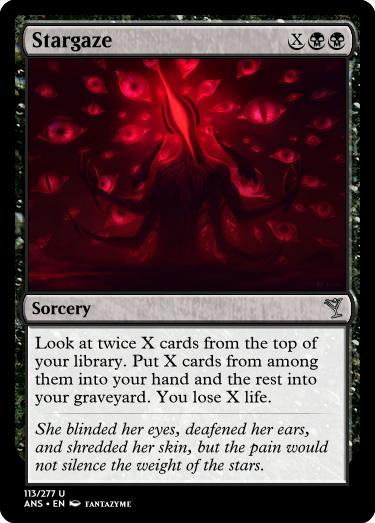 Stargaze X
Sorcery
Look at twice X cards from the top of
your library. Put X cards from among
them into your hand and the rest into
your graveyard. You lose X life.
She blinded her eyes, deafened her ears,
and shredded her skin, but the pain would
not silence the weight of the stars.
113/277 U
ANS • EN FANTAZYME